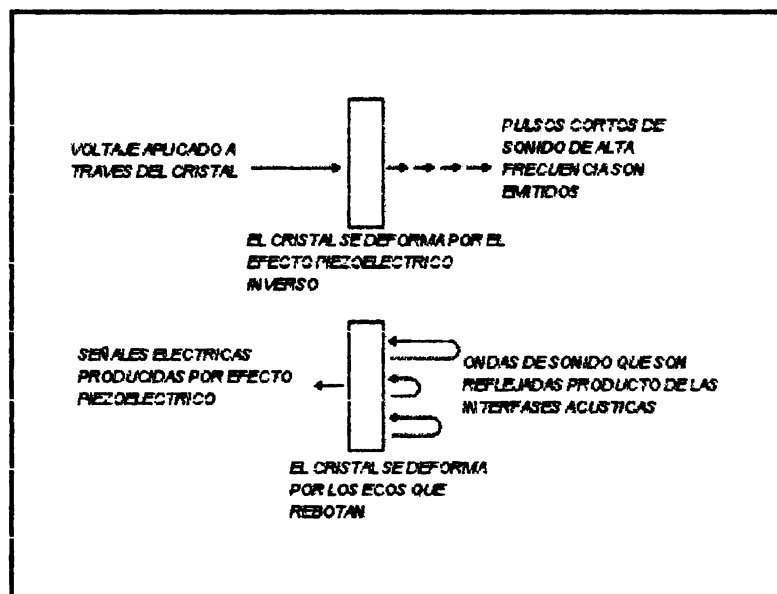 VOLTAJE APLICADO A
TRAVES DEL CRISTAL
PULSOS CORTOS DE
SONIDO DE ALTA
FRECUENCIA SON
EMITIDOS
EL CRISTAL SE DEFORMA POR EL
EFECTO PIEZOELECTRICO
INVERSO
SEÑALES ELECTRICAS
PRODUCIDAS POR EFECTO
PIEZOELECTRICO
ONDAS DE SONIDO QUE SON
REFLEJADAS PRODUCTO DE LAS
INTERFASES ACUSTICAS
EL CRISTAL SE DEFORMA
POR LOS ECOS QUE
REBOTAN